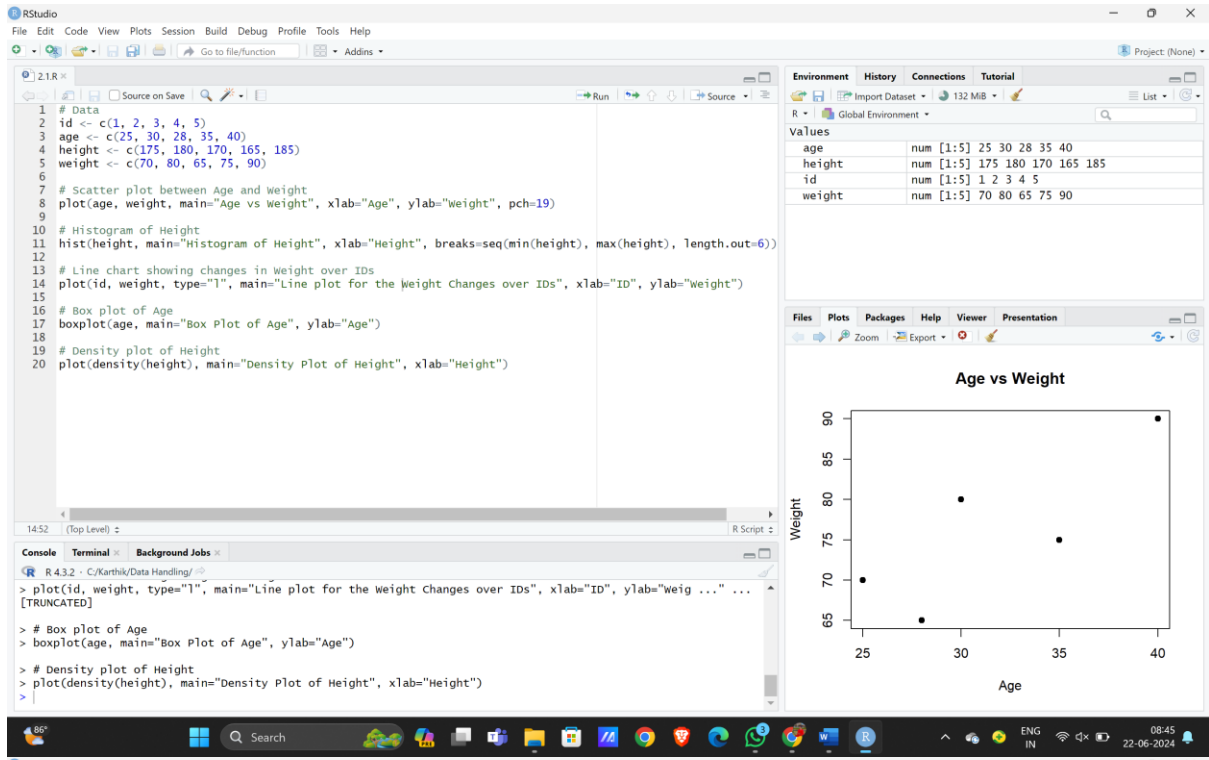 RStudio
File Edit Code View Plots Session Build Debug Profile Tools Help
Go to file/function Addins Project: (None)
2.1.R
Source on Save Run Source
1 # Data
2 id <- c(1, 2, 3, 4, 5)
3 age <- c(25, 30, 28, 35, 40)
4 height <- c(175, 180, 170, 165, 185)
5 weight <- c(70, 80, 65, 75, 90)
6
7 # Scatter plot between Age and Weight
8 plot(age, weight, main="Age vs Weight", xlab="Age", ylab="Weight", pch=19)
9
10 # Histogram of Height
11 hist(height, main="Histogram of Height", xlab="Height", breaks=seq(min(height), max(height), length.out=6))
12
13 # Line chart showing changes in Weight over IDs
14 plot(id, weight, type="l", main="Line plot for the Weight Changes over IDs", xlab="ID", ylab="Weight")
15
16 # Box plot of Age
17 boxplot(age, main="Box Plot of Age", ylab="Age")
18
19 # Density plot of Height
20 plot(density(height), main="Density Plot of Height", xlab="Height")
14:52 (Top Level) R Script
Console Terminal Background Jobs
R 4.3.2 · C:/Karthik/Data Handling/
> plot(id, weight, type="l", main="Line plot for the Weight Changes over IDs", xlab="ID", ylab="Weig ..." ...
[TRUNCATED]
> # Box plot of Age
> boxplot(age, main="Box Plot of Age", ylab="Age")
> # Density plot of Height
> plot(density(height), main="Density Plot of Height", xlab="Height")
>
Environment History Connections Tutorial
Import Dataset 132 MiB List
R Global Environment
Values
age num [1:5] 25 30 28 35 40
height num [1:5] 175 180 170 165 185
id num [1:5] 1 2 3 4 5
weight num [1:5] 70 80 65 75 90
Files Plots Packages Help Viewer Presentation
Zoom Export
Age vs Weight
90
85
80
75
70
65
Weight
25 30 35 40
Age
86°
Search
PRE
3
ENG
IN
08:45
22-06-2024